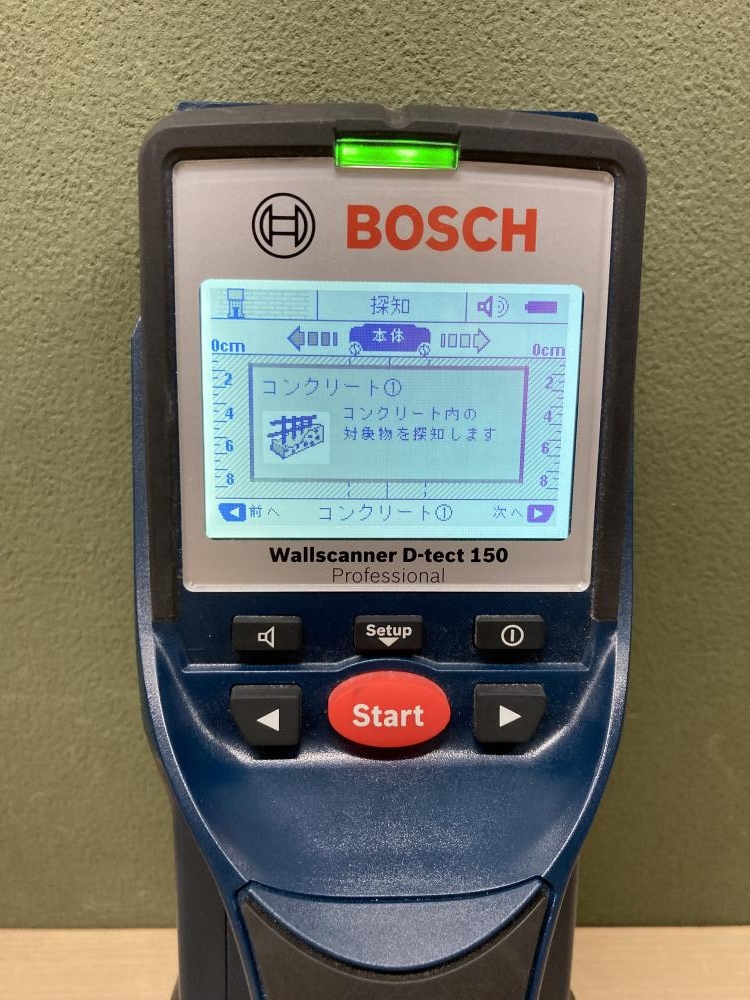 BOSCH
探知
本体
0cm 0cm
2 2
4 4
6 6
8 8
コンクリート①
コンクリート内の
対象物を探知します
前へ コンクリート① 次へ
Wallscanner D-tect 150
Professional
Setup
Start